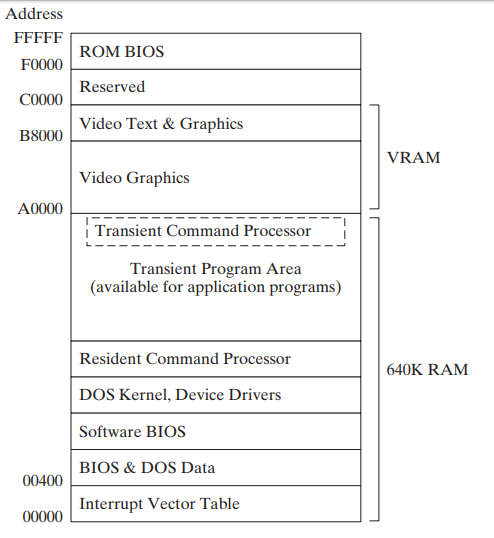 Address
FFFFF
ROM BIOS
F0000
Reserved
C0000
Video Text & Graphics
B8000
VRAM
Video Graphics
A0000
Transient Command Processor
Transient Program Area
(available for application programs)
Resident Command Processor
640K RAM
DOS Kernel, Device Drivers
Software BIOS
BIOS & DOS Data
00400
Interrupt Vector Table
00000